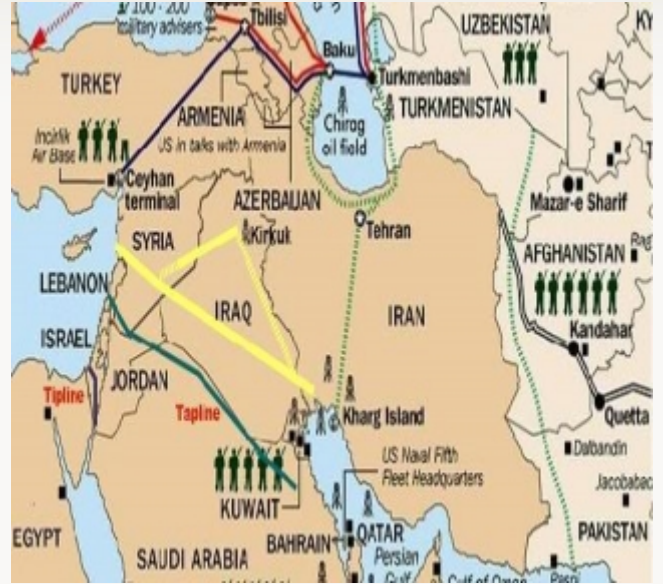 100 - 200
military advisers
Tbilisi
Baku
Turkmenbashi
UZBEKISTAN
KY
TURKEY
ARMENIA
US in talks with Armenia
Chirag
oil field
TURKMENISTAN
Incirlik
Air Base
Ceyhan
terminal
AZERBAIJAN
Mazar-e Sharif
SYRIA
Kirkuk
Tehran
AFGHANISTAN
LEBANON
IRAQ
IRAN
Kandahar
ISRAEL
JORDAN
Tipline
Tapline
Kharg Island
Quetta
US Naval Fifth
Fleet Headquarters
Dalbandin
KUWAIT
Jacobabac
EGYPT
BAHRAIN
QATAR
PAKISTAN
SAUDI ARABIA
Persian
Gulf
Gulf of Oman